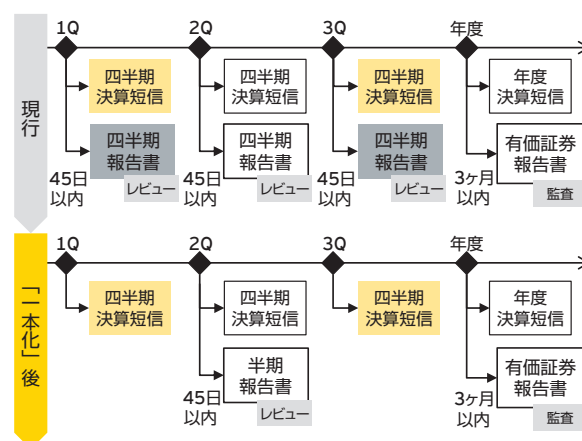 現行
1Q
2Q
3Q
年度
四半期
決算短信
四半期
決算短信
四半期
決算短信
年度
決算短信
四半期
報告書
四半期
報告書
四半期
報告書
有価証券
報告書
45日
以内
レビュー
45日
以内
レビュー
45日
以内
レビュー
3ヶ月
以内
監査
「一本化」後
1Q
2Q
3Q
年度
四半期
決算短信
四半期
決算短信
四半期
決算短信
年度
決算短信
半期
報告書
有価証券
報告書
45日
以内
レビュー
3ヶ月
以内
監査